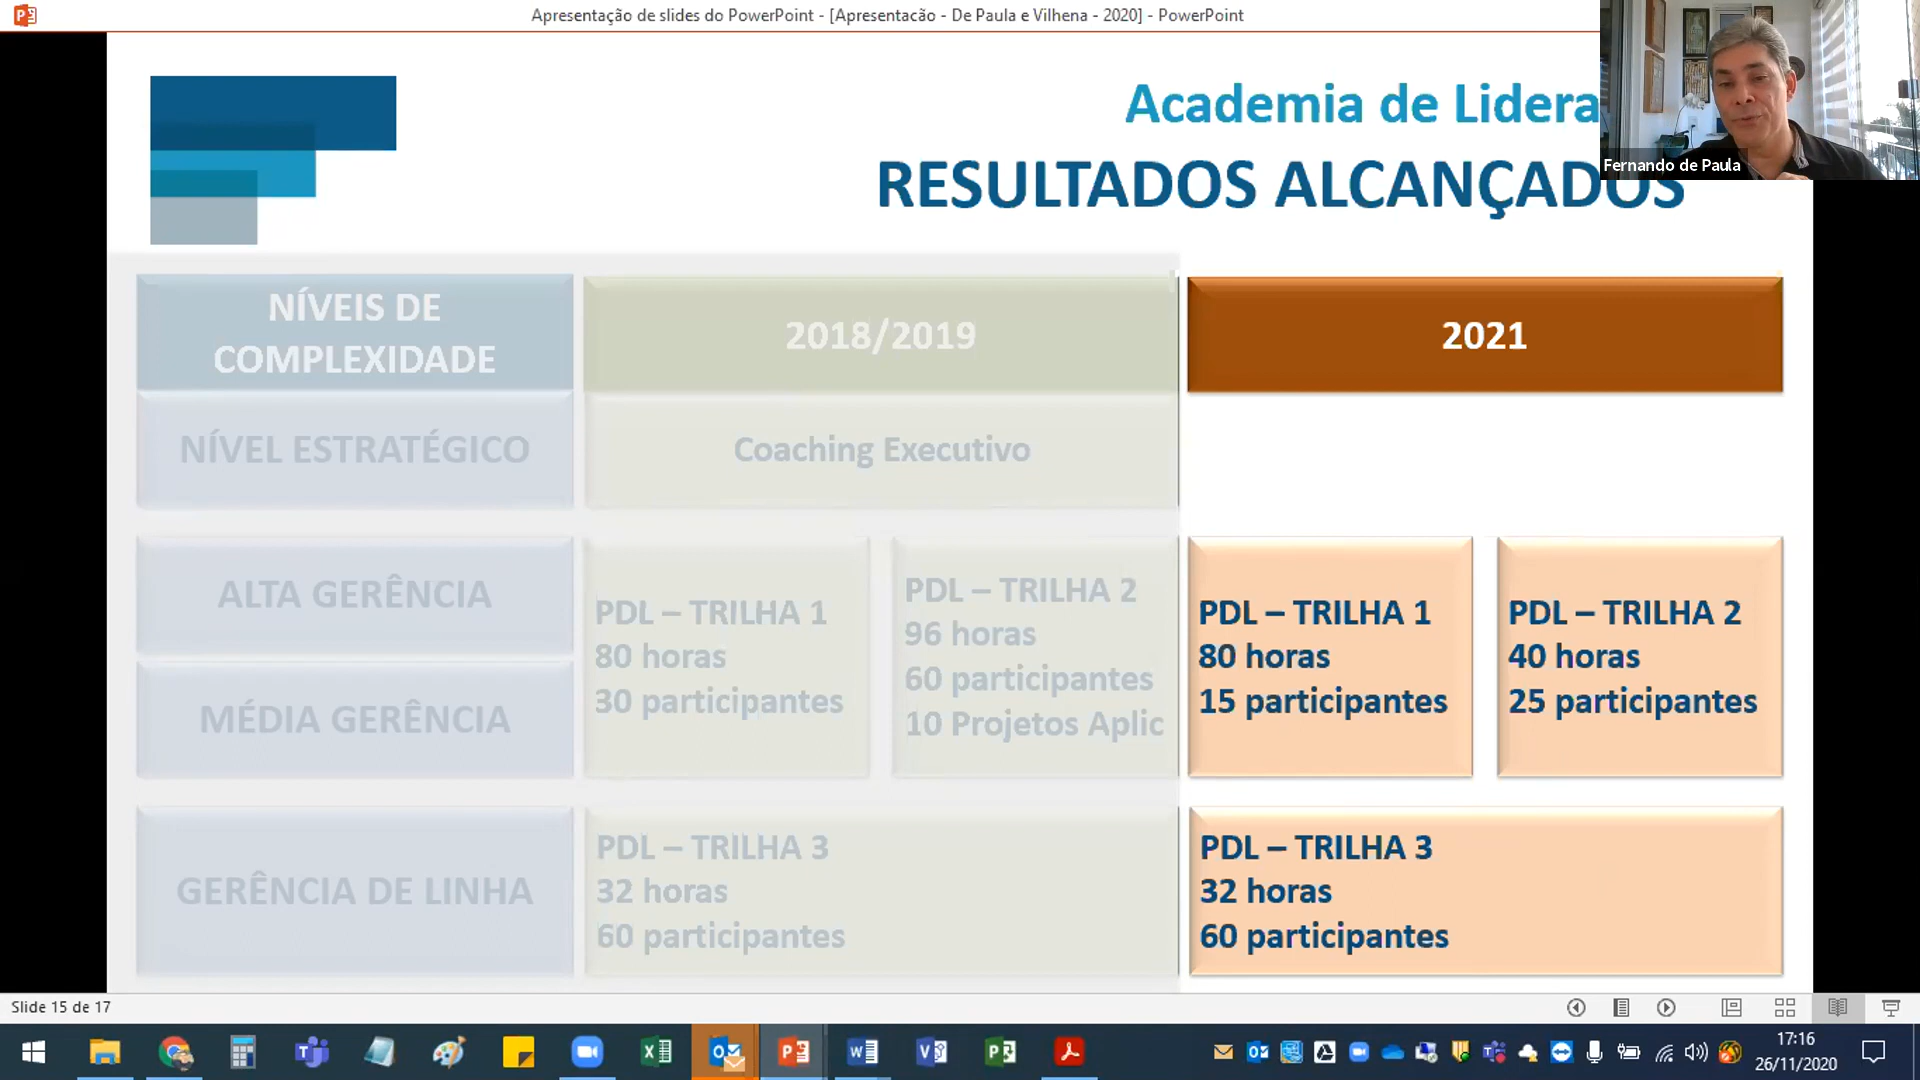 Apresentação de slides do PowerPoint - [Apresentacão - De Paula e Vilhena - 2020] - PowerPoint
Fernando de Paula
Academia de Lidera
RESULTADOS ALCANÇADOS
NÍVEIS DE
COMPLEXIDADE
2018/2019
2021
NÍVEL ESTRATÉGICO
Coaching Executivo
ALTA GERÊNCIA
MÉDIA GERÊNCIA
PDL – TRILHA 1
80 horas
30 participantes
PDL – TRILHA 2
96 horas
60 participantes
10 Projetos Aplic
PDL – TRILHA 1
80 horas
15 participantes
PDL – TRILHA 2
40 horas
25 participantes
GERÊNCIA DE LINHA
PDL – TRILHA 3
32 horas
60 participantes
PDL – TRILHA 3
32 horas
60 participantes
Slide 15 de 17
17:16
26/11/2020